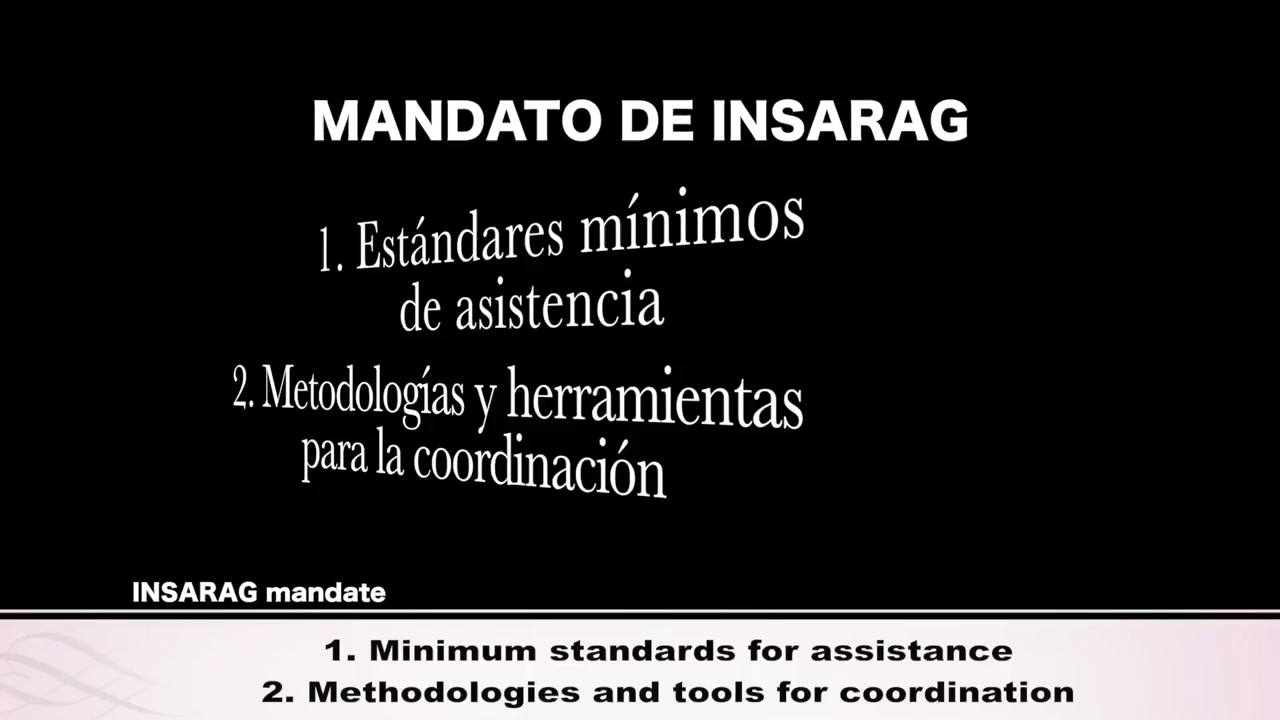 MANDATO DE INSARAG
1. Estándares mínimos
de asistencia
2. Metodologías y herramientas
para la coordinación
INSARAG mandate
1. Minimum standards for assistance
2. Methodologies and tools for coordination